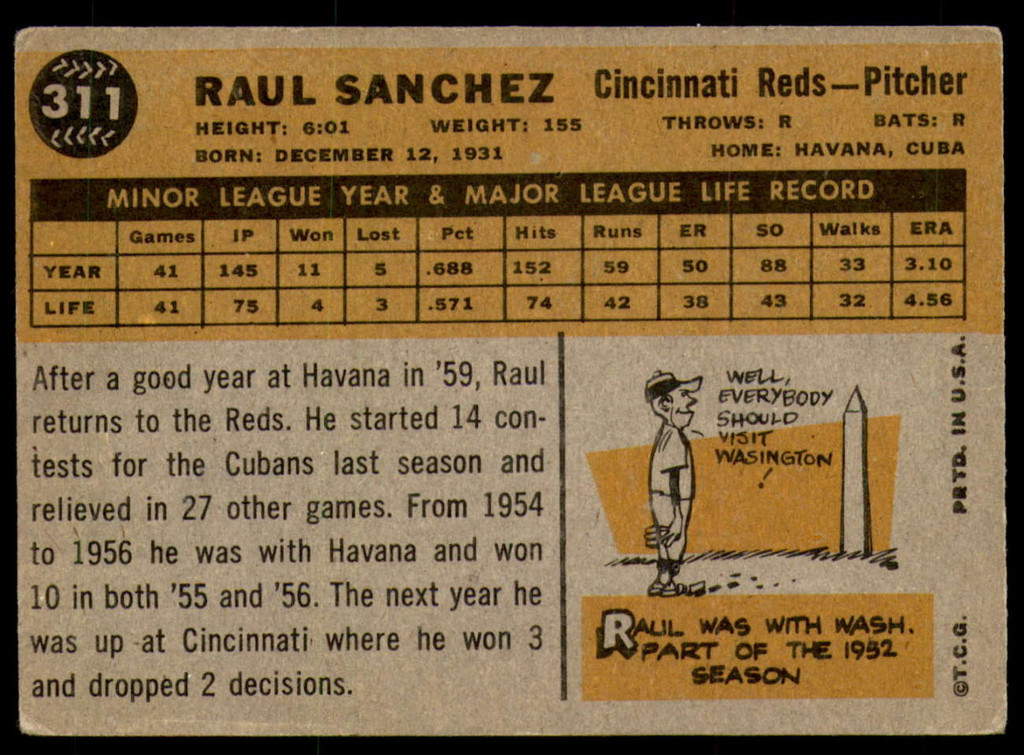 311
RAUL SANCHEZ Cincinnati Reds—Pitcher
HEIGHT: 6:01 WEIGHT: 155 THROWS: R BATS: R
BORN: DECEMBER 12, 1931 HOME: HAVANA, CUBA
MINOR LEAGUE YEAR & MAJOR LEAGUE LIFE RECORD
Games IP Won Lost Pct Hits Runs ER SO Walks ERA
YEAR 41 145 11 5 .688 152 59 50 88 33 3.10
LIFE 41 75 4 3 .571 74 42 38 43 32 4.56
After a good year at Havana in '59, Raul
returns to the Reds. He started 14 con-
tests for the Cubans last season and
relieved in 27 other games. From 1954
to 1956 he was with Havana and won
10 in both '55 and '56. The next year he
was up at Cincinnati where he won 3
and dropped 2 decisions.
WELL,
EVERYBODY
SHOULD
VISIT
WASINGTON
!
RAUL WAS WITH WASH.
PART OF THE 1952
SEASON
©T.C.G. PRTD. IN U.S.A.